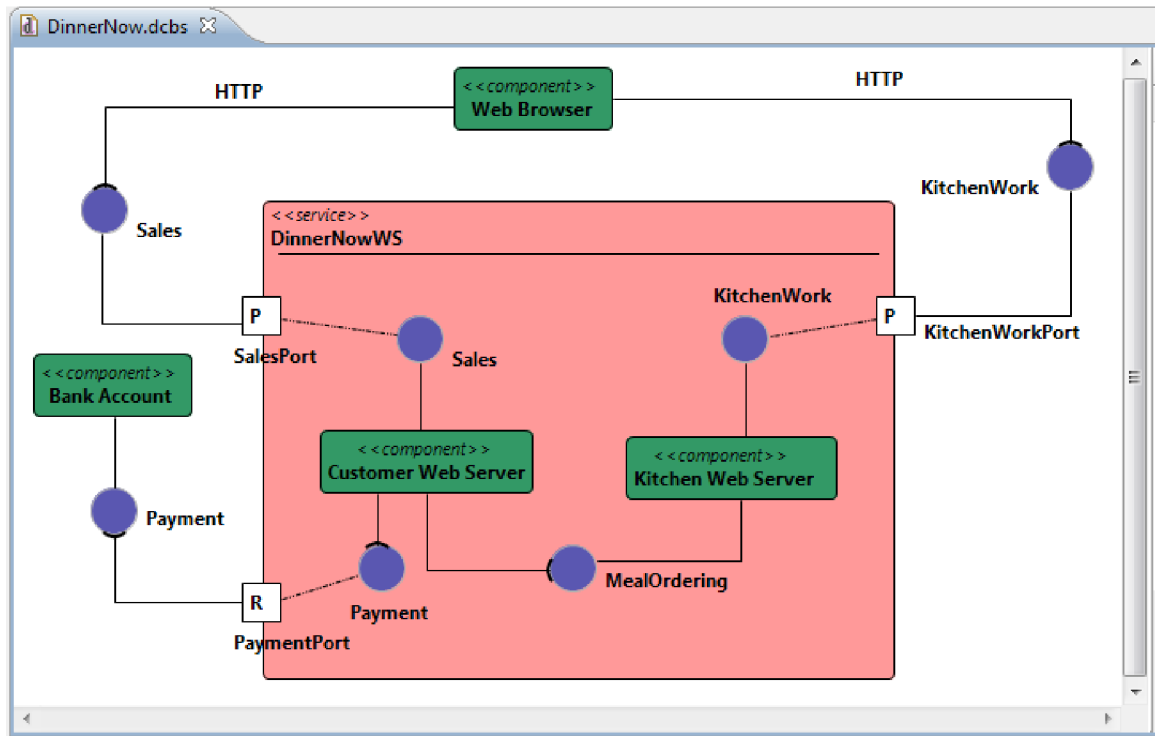 DinnerNow.dcbs
HTTP
<<component>>
Web Browser
HTTP
KitchenWork
Sales
<<service>>
DinnerNowWS
P
SalesPort
Sales
KitchenWork
P
KitchenWorkPort
<<component>>
Bank Account
<<component>>
Customer Web Server
<<component>>
Kitchen Web Server
Payment
MealOrdering
R
PaymentPort
Payment